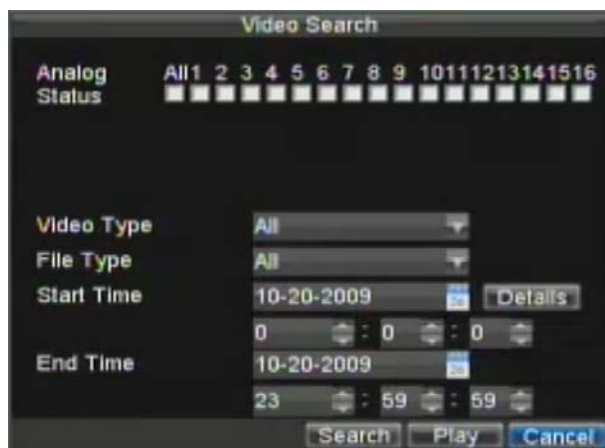 Video Search
Analog All 1 2 3 4 5 6 7 8 9 10 11 12 13 14 15 16
Status
Video Type All
File Type All
Start Time 10-20-2009 Details
0 : 0 : 0
End Time 10-20-2009
23 : 59 : 59
Search Play Cancel